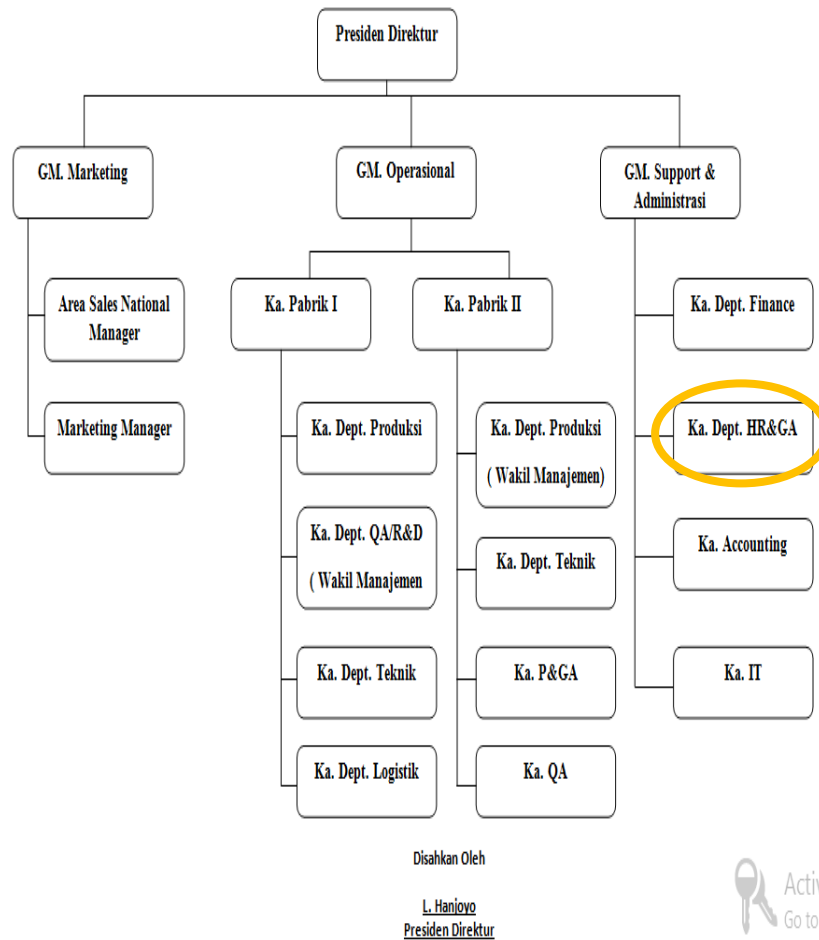 Presiden Direktur
GM. Marketing
GM. Operasional
GM. Support &
Administrasi
Area Sales National
Manager
Marketing Manager
Ka. Pabrik I
Ka. Pabrik II
Ka. Dept. Produksi
Ka. Dept. QA/R&D
( Wakil Manajemen
Ka. Dept. Teknik
Ka. Dept. Logistik
Ka. Dept. Produksi
( Wakil Manajemen)
Ka. Dept. Teknik
Ka. P&GA
Ka. QA
Ka. Dept. Finance
Ka. Dept. HR&GA
Ka. Accounting
Ka. IT
Disahkan Oleh
L. Hanjoyo
Presiden Direktur
Go to